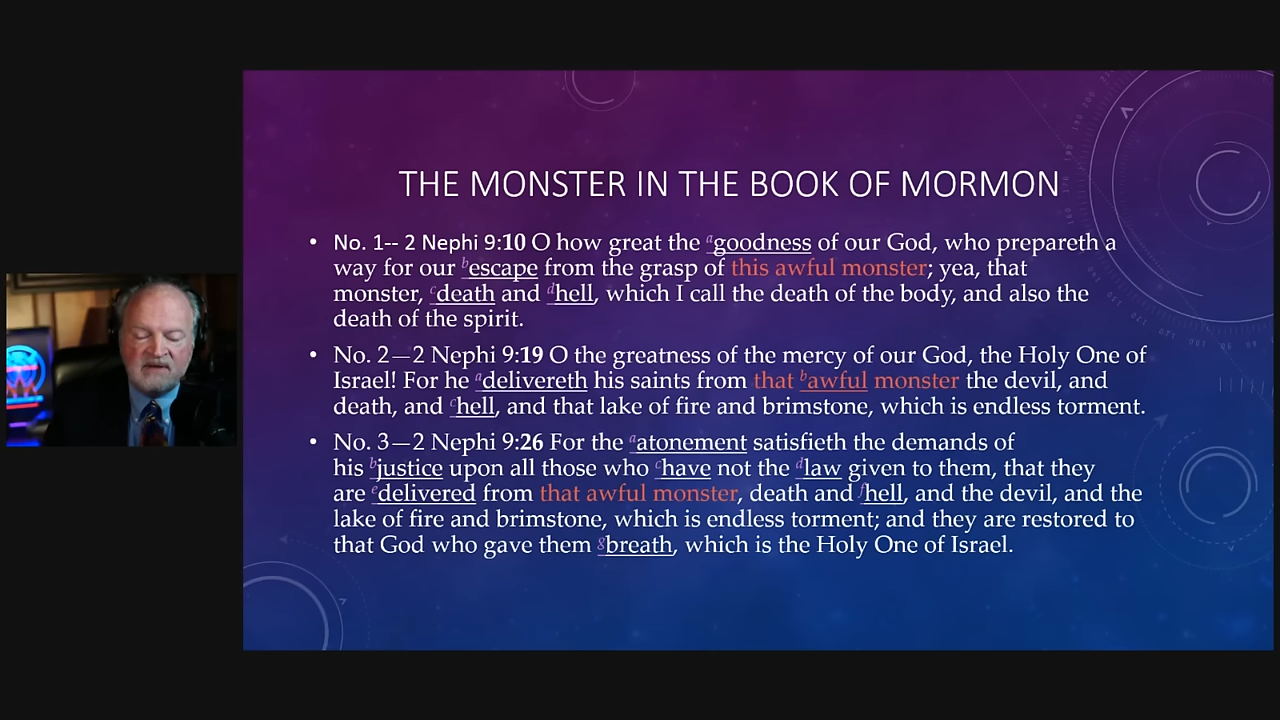 THE MONSTER IN THE BOOK OF MORMON
• No. 1-- 2 Nephi 9:10 O how great the agoodness of our God, who prepareth a
way for our bescape from the grasp of this awful monster; yea, that
monster, cdeath and dhell, which I call the death of the body, and also the
death of the spirit.
• No. 2—2 Nephi 9:19 O the greatness of the mercy of our God, the Holy One of
Israel! For he adelivereth his saints from that bawful monster the devil, and
death, and chell, and that lake of fire and brimstone, which is endless torment.
• No. 3—2 Nephi 9:26 For the aatonement satisfieth the demands of
his bjustice upon all those who chave not the dlaw given to them, that they
are edelivered from that awful monster, death and fhell, and the devil, and the
lake of fire and brimstone, which is endless torment; and they are restored to
that God who gave them gbreath, which is the Holy One of Israel.